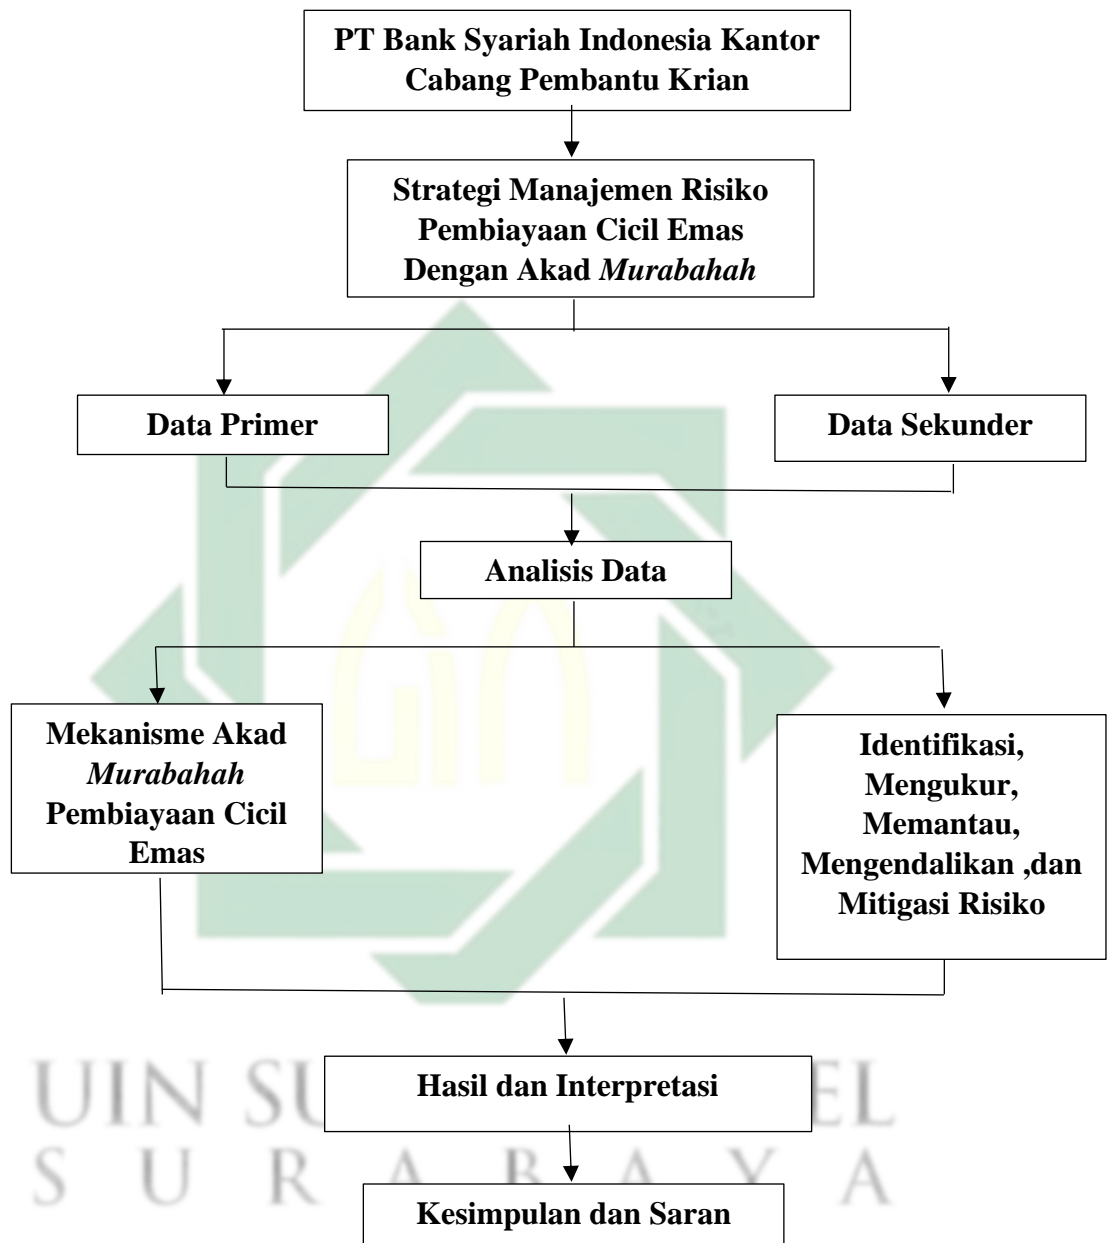 PT Bank Syariah Indonesia Kantor
Cabang Pembantu Krian
Strategi Manajemen Risiko
Pembiayaan Cicil Emas
Dengan Akad Murabahah
Data Primer
Data Sekunder
Analisis Data
Mekanisme Akad
Murabahah
Pembiayaan Cicil
Emas
Identifikasi,
Mengukur,
Memantau,
Mengendalikan ,dan
Mitigasi Risiko
Hasil dan Interpretasi
UIN SU EL
S U R A B A Y A
Kesimpulan dan Saran